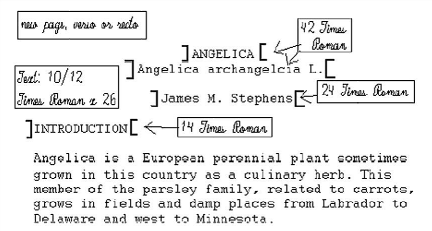 new page, verso or recto
42 Times
Roman
]ANGELICA[
]Angelica archangelcia L.[
Text: 10/12
Times Roman x 26
]James M. Stephens[
24 Times Roman
]INTRODUCTION[
14 Times Roman
Angelica is a European perennial plant sometimes
grown in this country as a culinary herb. This
member of the parsley family, related to carrots,
grows in fields and damp places from Labrador to
Delaware and west to Minnesota.